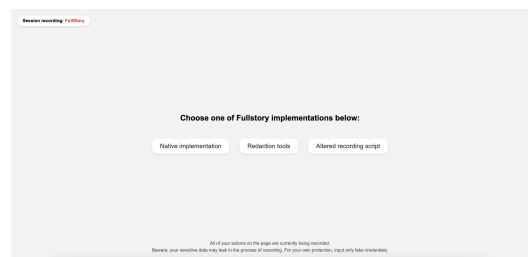 Session recording: FullStory
Choose one of Fullstory implementations below:
Native implementation
Redaction tools
Altered recording script
All of your actions on the page are currently being recorded.
Beware, your sensitive data may leak in the process of recording. For your own protection, input only fake credentials.